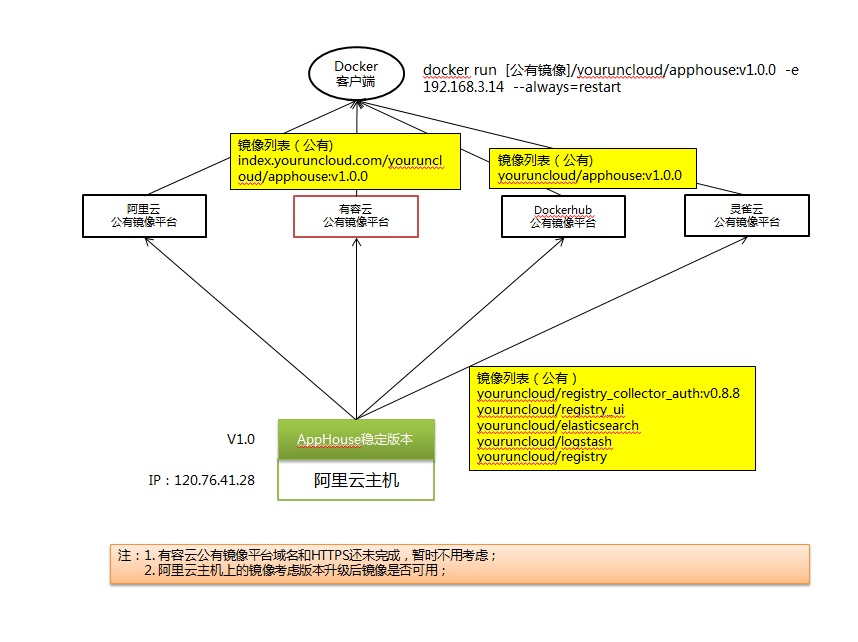 Docker
客户端
docker run [公有镜像]/youruncloud/apphouse:v1.0.0 -e
192.168.3.14 --always=restart
镜像列表（公有)
index.youruncloud.com/youruncl
oud/apphouse:v1.0.0
镜像列表（公有)
youruncloud/apphouse:v1.0.0
阿里云
公有镜像平台
有容云
公有镜像平台
Dockerhub
公有镜像平台
灵雀云
公有镜像平台
镜像列表（公有）
youruncloud/registry_collector_auth:v0.8.8
youruncloud/registry_ui
youruncloud/elasticsearch
youruncloud/logstash
youruncloud/registry
V1.0
AppHouse稳定版本
IP：120.76.41.28
阿里云主机
注：1. 有容云公有镜像平台域名和HTTPS还未完成，暂时不用考虑；
2. 阿里云主机上的镜像考虑版本升级后镜像是否可用；